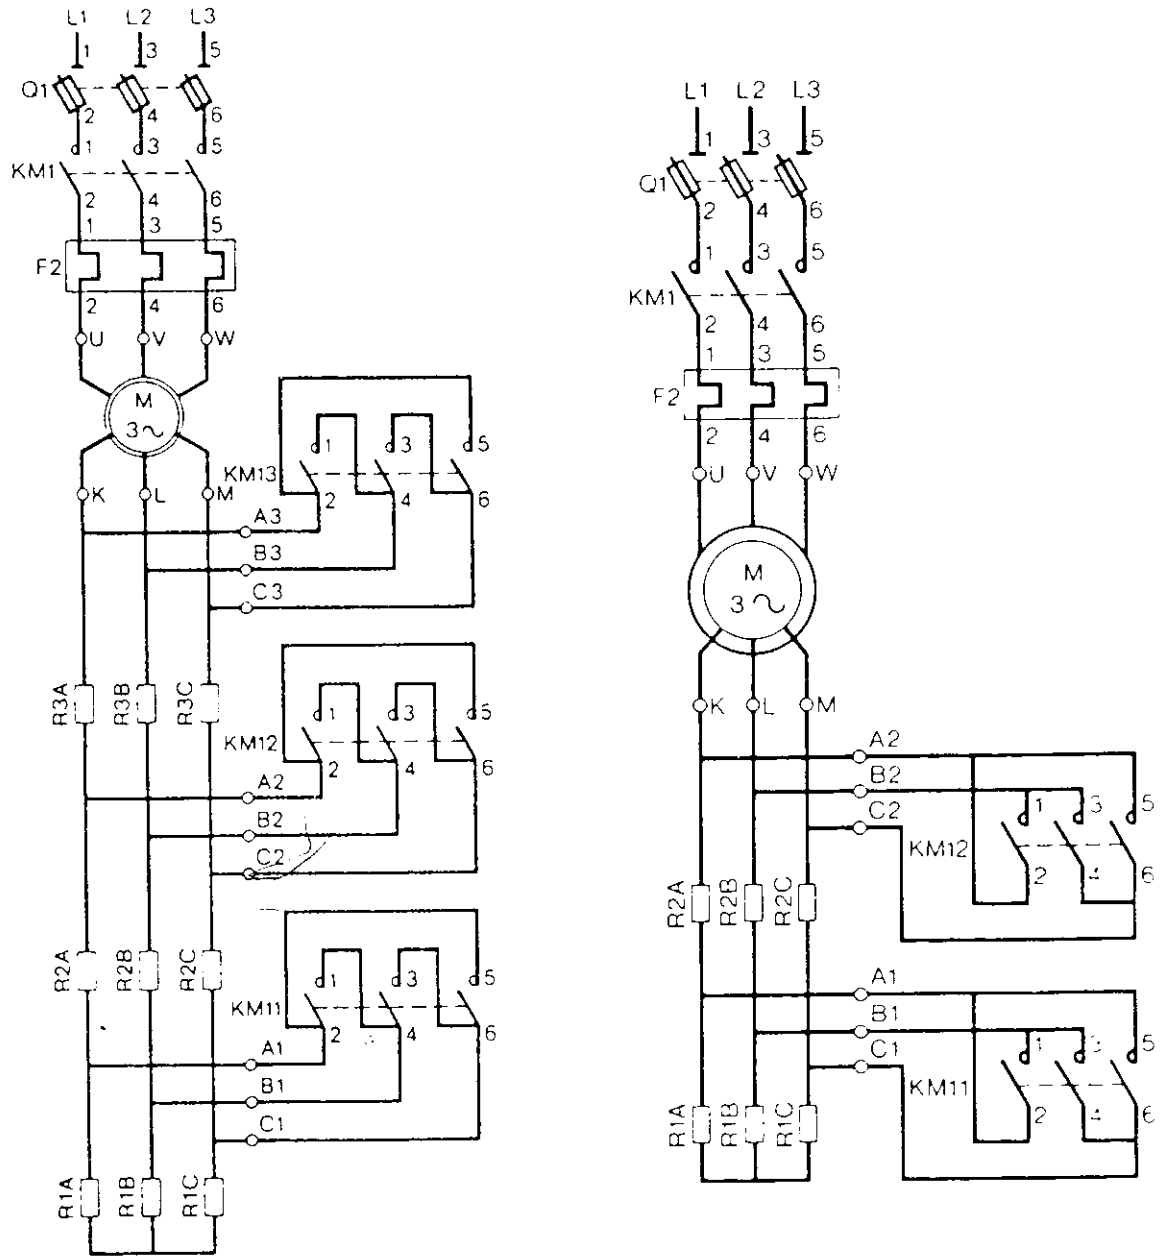 L1 L2 L3
1 3 5
Q1
2 4 6
1 3 5
KM1
2 4 6
1 3 5
F2
2 4 6
U V W
M
3~
K L M
KM13
1 3 5
2 4 6
A3
B3
C3
R3A R3B R3C
KM12
1 3 5
2 4 6
A2
B2
C2
R2A R2B R2C
KM11
1 3 5
2 4 6
A1
B1
C1
R1A R1B R1C
L1 L2 L3
1 3 5
Q1
2 4 6
1 3 5
KM1
2 4 6
1 3 5
F2
2 4 6
U V W
M
3~
K L M
A2
B2
C2
1 3 5
KM12
2 4 6
R2A R2B R2C
A1
B1
C1
1 3 5
KM11
2 4 6
R1A R1B R1C